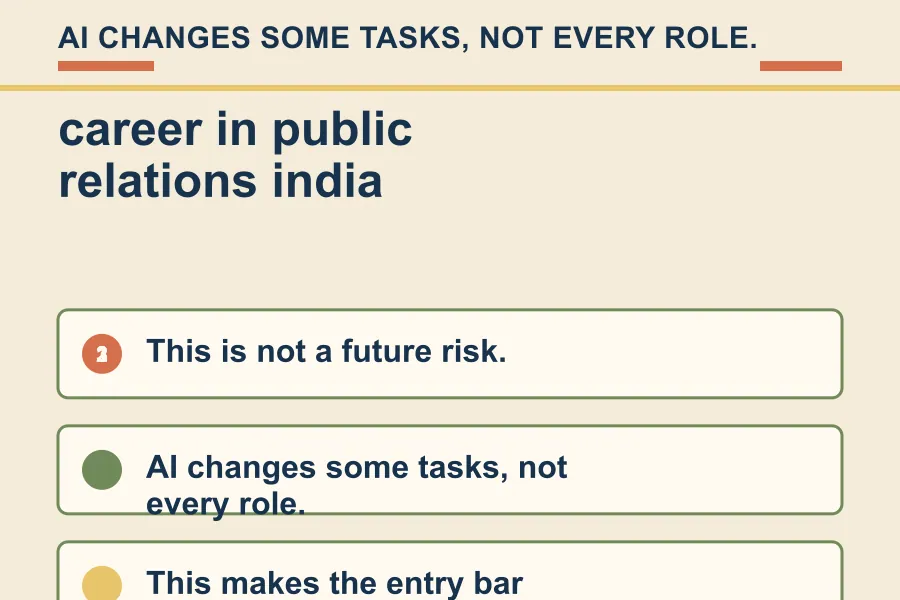 AI CHANGES SOME TASKS, NOT EVERY ROLE.
career in public
relations india
This is not a future risk.
AI changes some tasks, not
every role.
This makes the entry bar